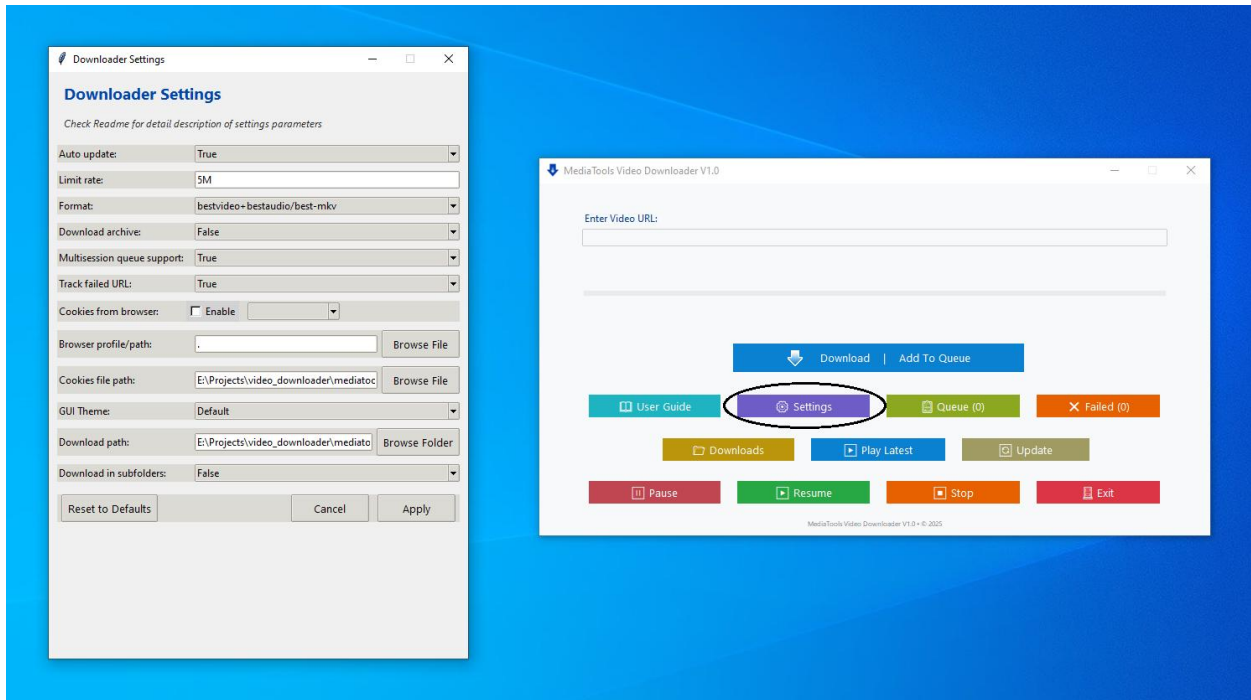 Downloader Settings
Downloader Settings
Check Readme for detail description of settings parameters
Auto update: True
Limit rate: 5M
Format: bestvideo+bestaudio/best-mkv
Download archive: False
Multisession queue support: True
Track failed URL: True
Cookies from browser: Enable
Browser profile/path: . Browse File
Cookies file path: E:\Projects\video_downloader\mediatoc Browse File
GUI Theme: Default
Download path: E:\Projects\video_downloader\mediato Browse Folder
Download in subfolders: False
Reset to Defaults Cancel Apply
MediaTools Video Downloader V1.0
Enter Video URL:
Download | Add To Queue
User Guide Settings Queue (0) Failed (0)
Downloads Play Latest Update
Pause Resume Stop Exit
MediaTools Video Downloader V1.0 • © 2025